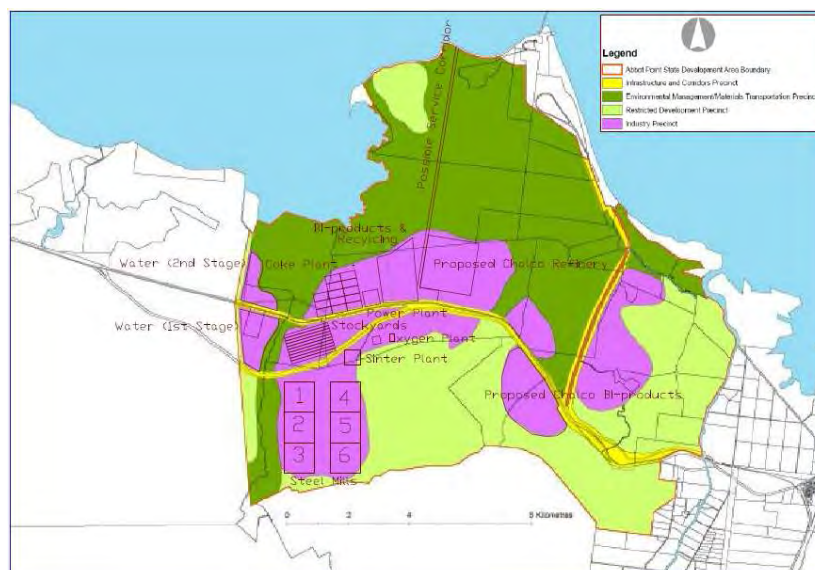 Legend
Abbot Point State Development Area Boundary
Infrastructure and Corridors Precinct
Environmental Management/Materials Transportation Precinc
Restricted Development Precinct
Industry Precinct
Possible Service Corridor
BI-products &
Recycling
Water (2nd Stage)
Coke Plant
Proposed Chalco Refinery
Power Plant
Water (1st Stage)
Stockyards
Oxygen Plant
Sinter Plant
Proposed Chalco BI-products
1
4
2
5
3
6
Steel Mills
0
2
4
8 Kilometres